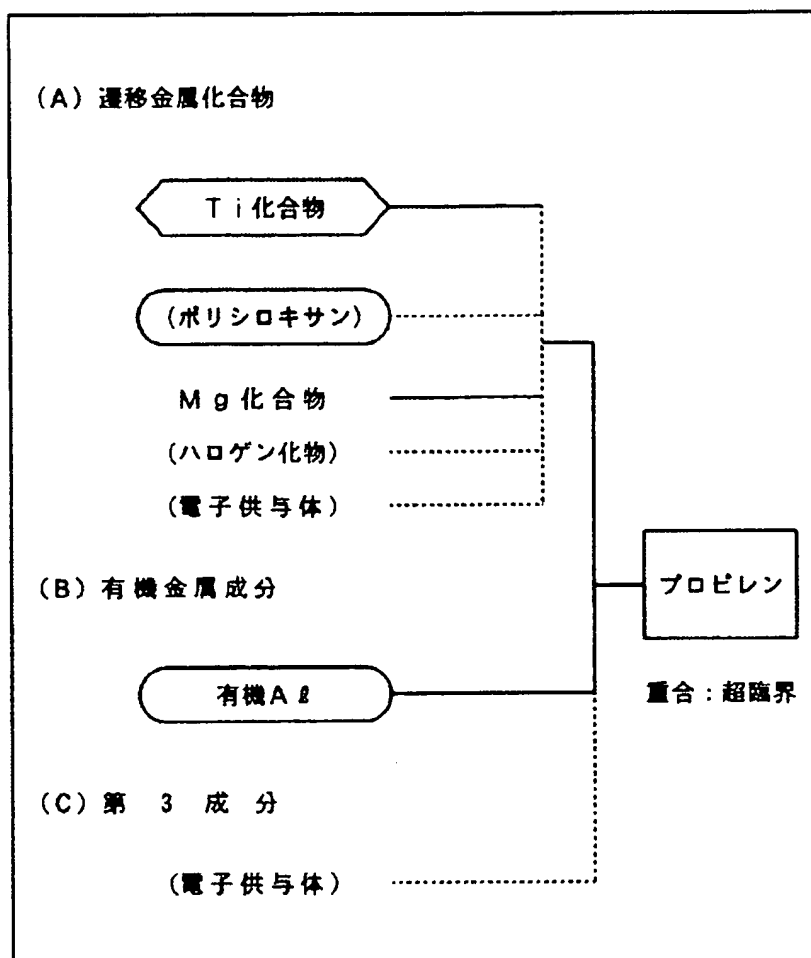 (A) 遷移金属化合物
Ti化合物
(ポリシロキサン)
Mg化合物
(ハロゲン化物)
(電子供与体)
(B) 有機金属成分
プロピレン
有機Aℓ
重合：超臨界
(C) 第3成分
(電子供与体)